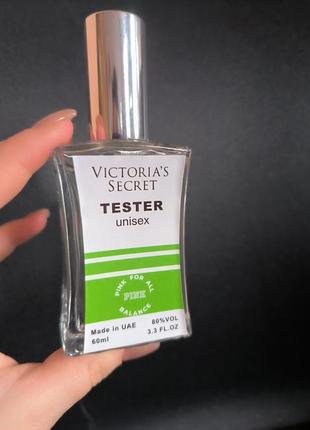 VICTORIA'S
SECRET
TESTER
unisex
PINK FOR ALL
PINK
BALANCE
Made in UAE 80%VOL
60ml 3.3 FL.OZ